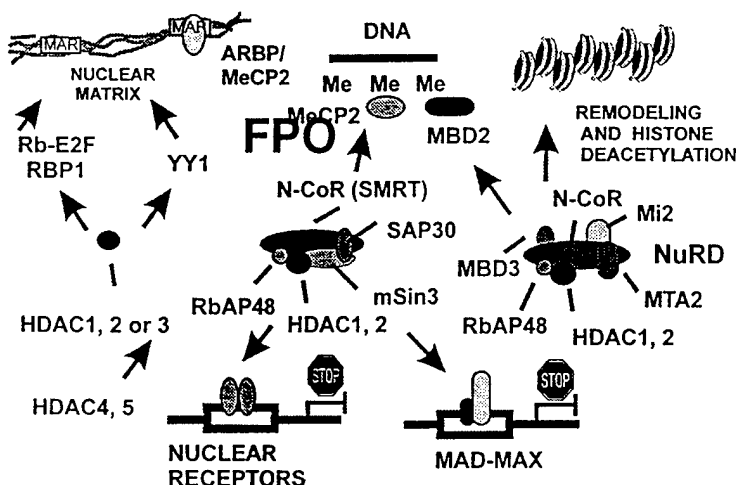 MAR
MAR
ARBP/
MeCP2
NUCLEAR
MATRIX
DNA
Me Me Me
MeCP2
MBD2
FPO
REMODELING
AND HISTONE
DEACETYLATION
Rb-E2F
RBP1
YY1
N-CoR (SMRT)
SAP30
RbAP48
HDAC1, 2
mSin3
N-CoR
Mi2
NuRD
MBD3
RbAP48
MTA2
HDAC1, 2
HDAC1, 2 or 3
HDAC4, 5
STOP
NUCLEAR
RECEPTORS
STOP
MAD-MAX